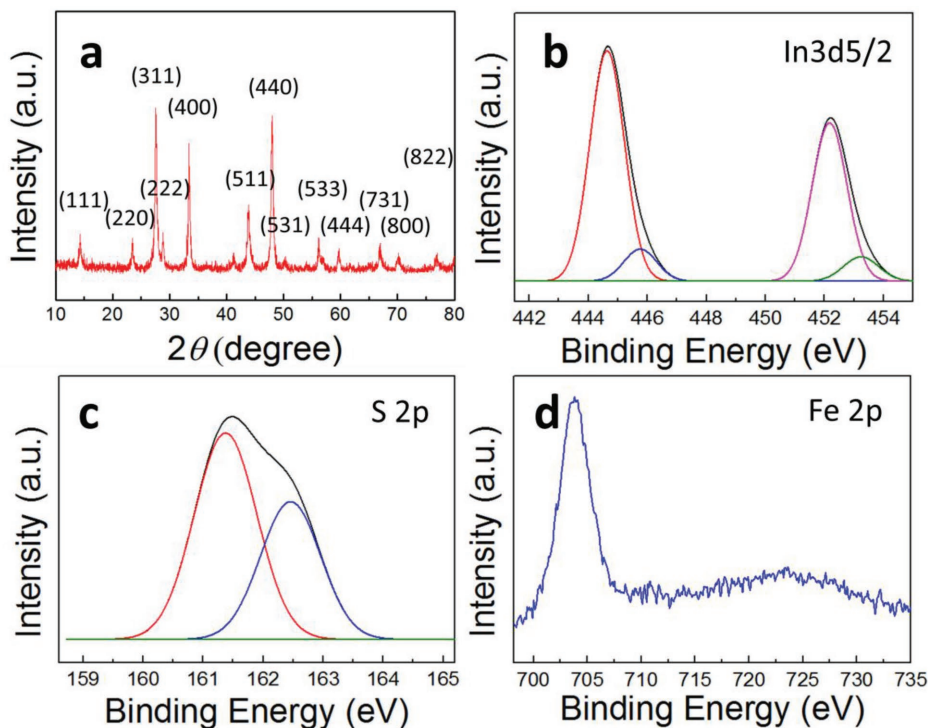 a
Intensity (a.u.)
(111)
(220)
(311)
(222)
(400)
(511)
(440)
(531)
(533)
(444)
(731)
(800)
(822)
10 20 30 40 50 60 70 80
2θ (degree)
b
In3d5/2
Intensity (a.u.)
442 444 446 448 450 452 454
Binding Energy (eV)
c
S 2p
Intensity (a.u.)
159 160 161 162 163 164 165
Binding Energy (eV)
d
Fe 2p
Intensity (a.u.)
700 705 710 715 720 725 730 735
Binding Energy (eV)